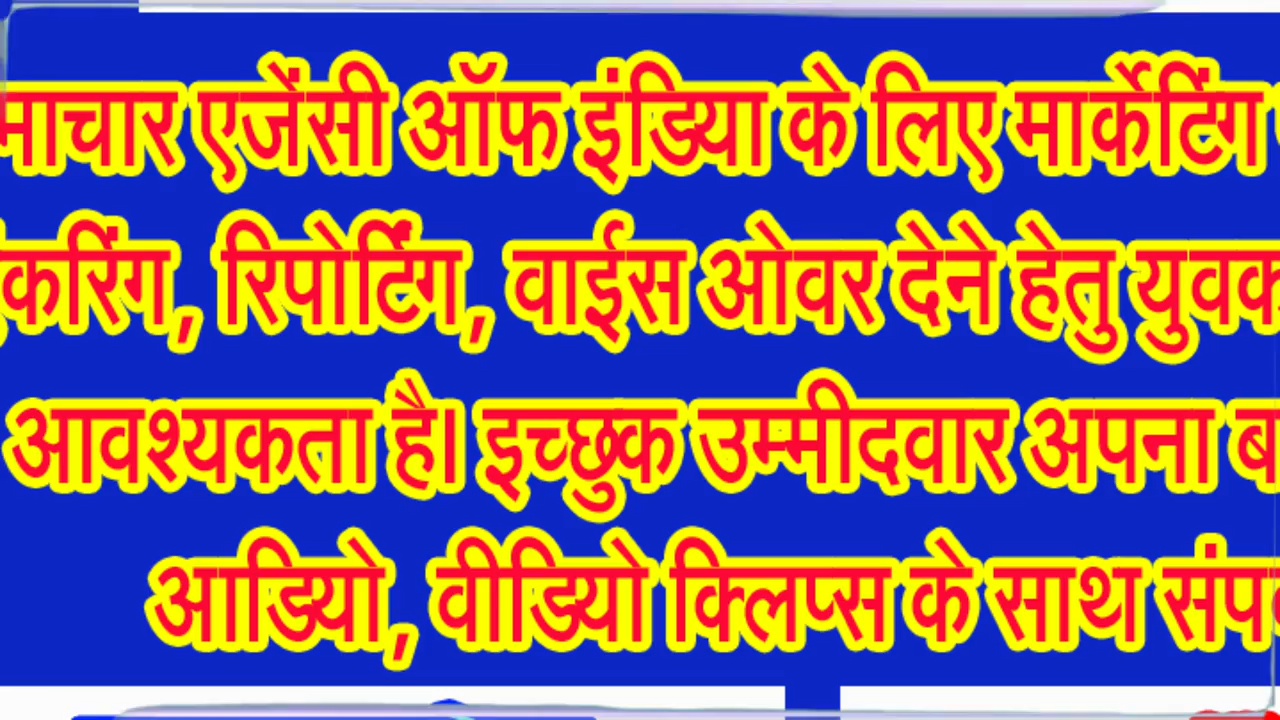 माचार एजेंसी ऑफ इंडिया के लिए मार्केटिंग
करिंग, रिपोर्टिंग, वाईस ओवर देने हेतु युवक
आवश्यकता है। इच्छुक उम्मीदवार अपना ब
आडियो, वीडियो क्लिप्स के साथ संप